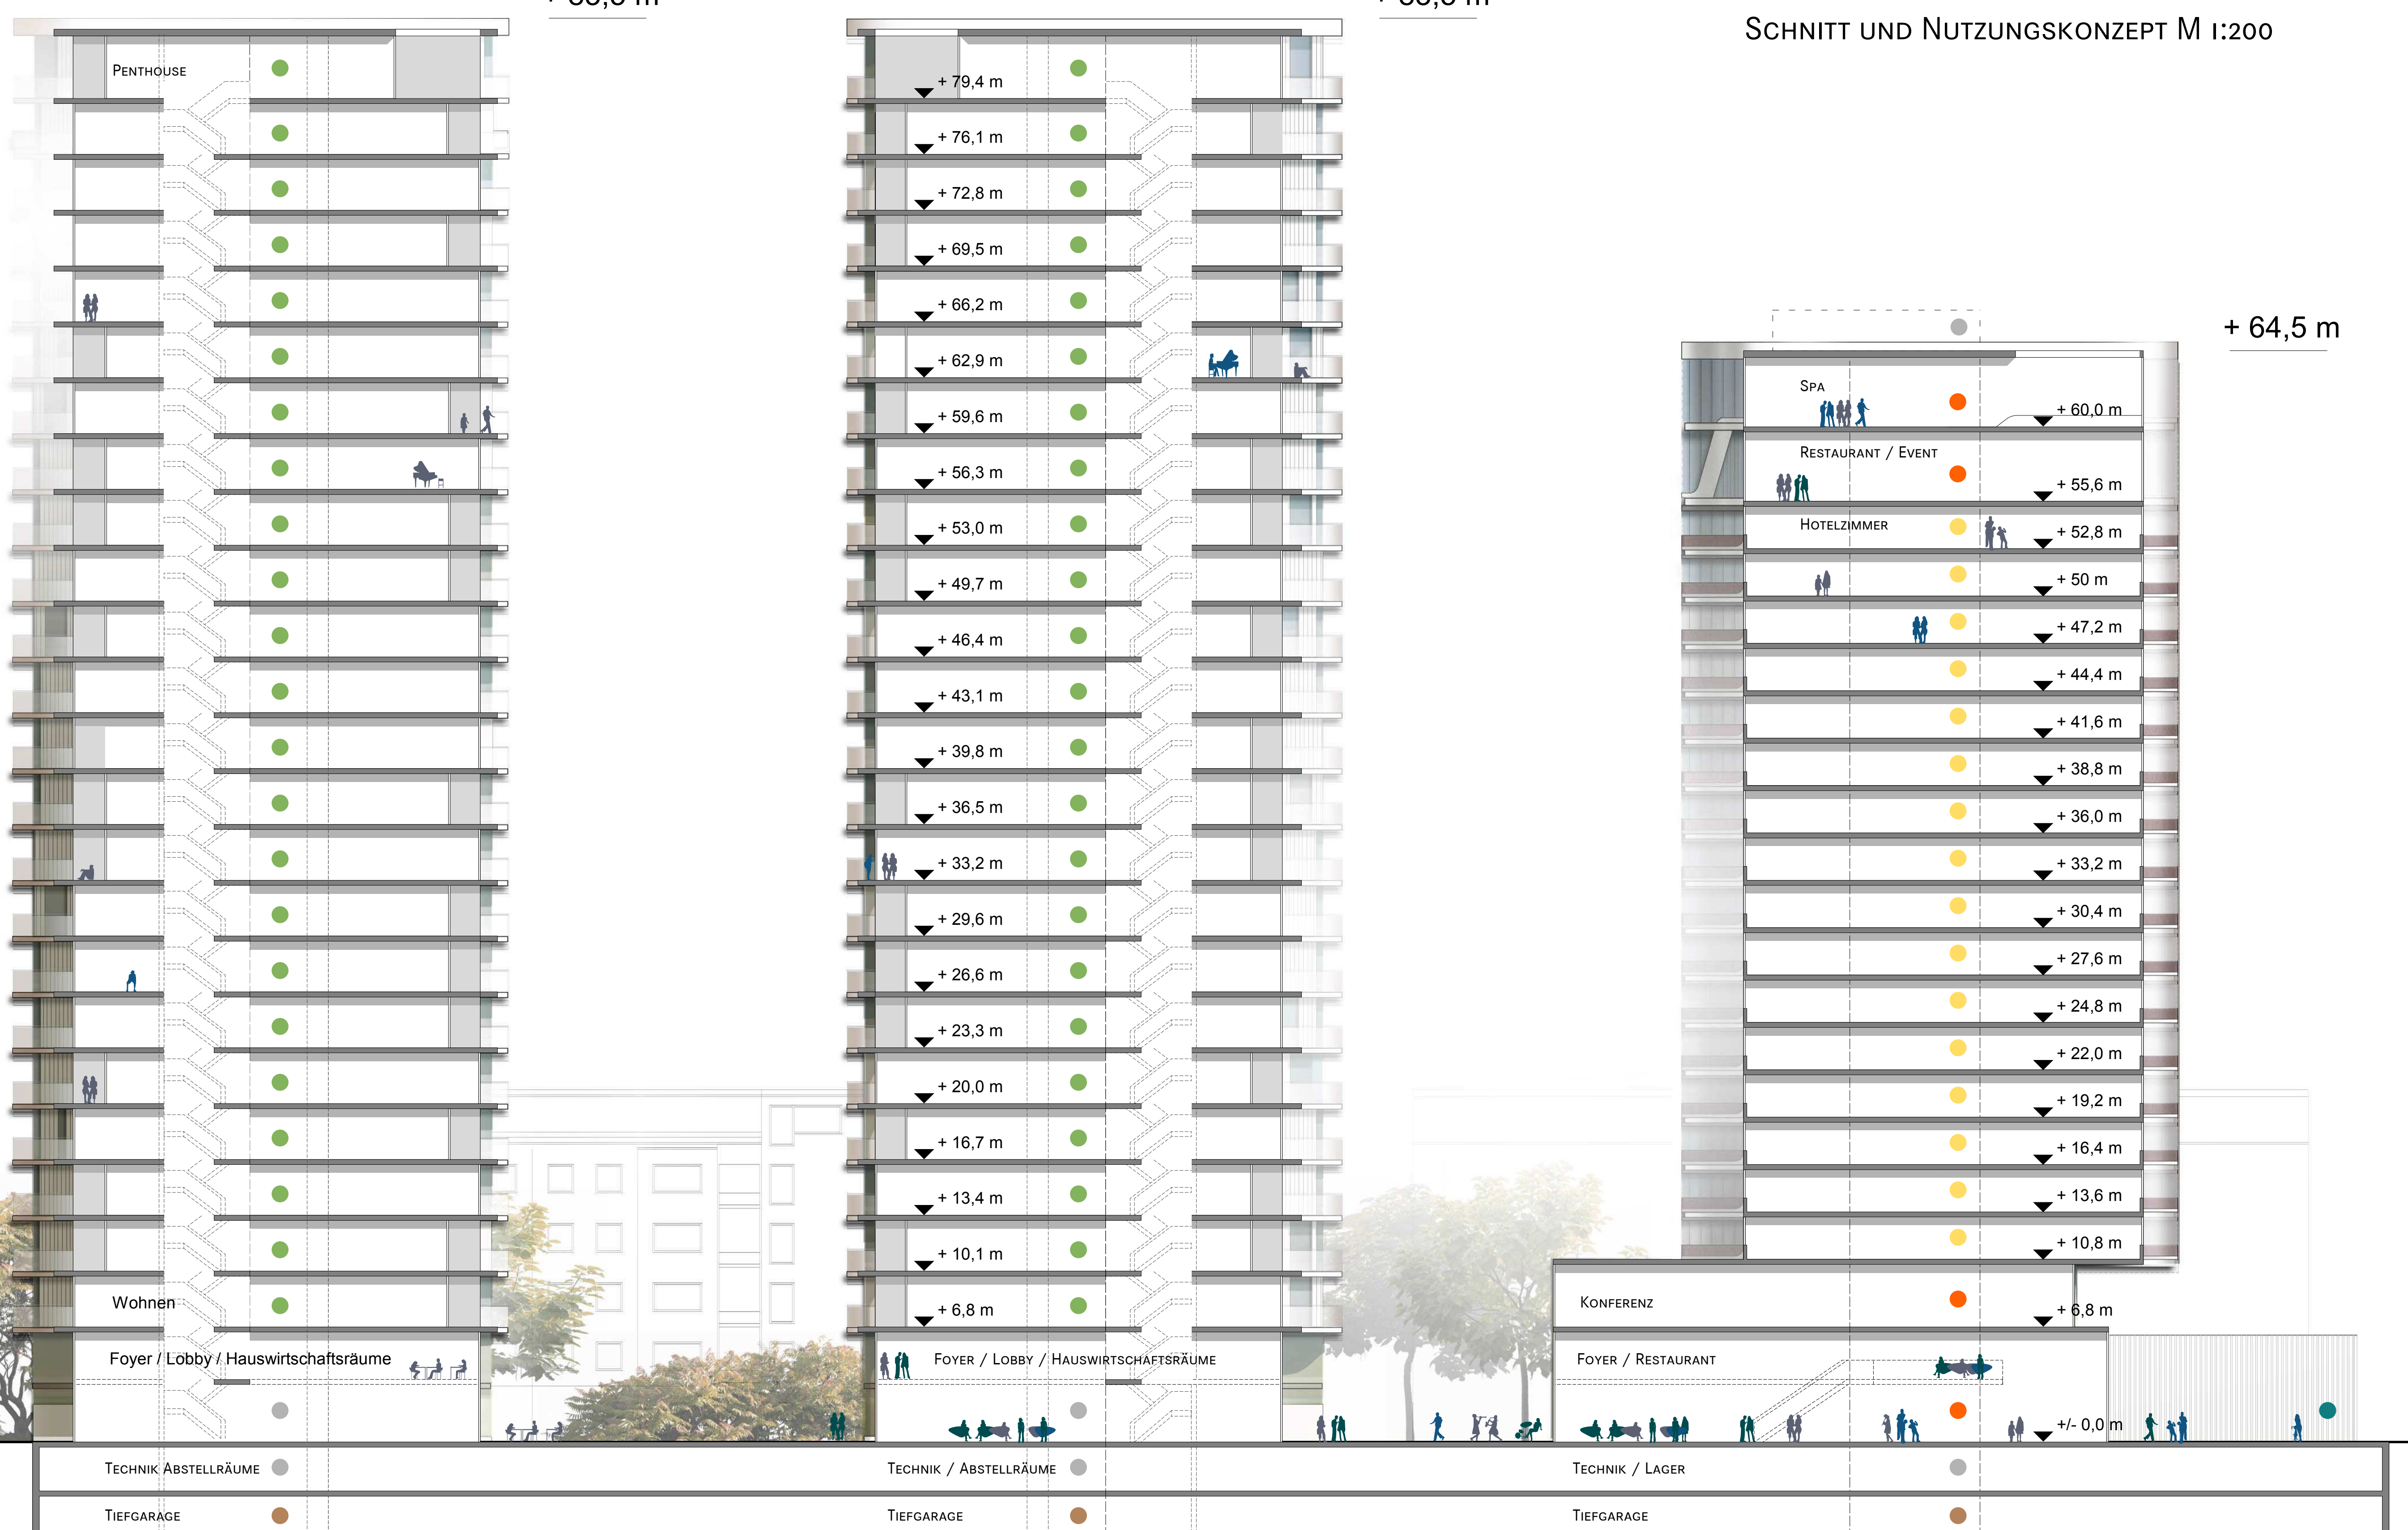 SCHNITT UND NUTZUNGSKONZEPT M 1:200
PENTHOUSE
Wohnen
Foyer / Lobby / Hauswirtschaftsräume
TECHNIK ABSTELLRÄUME
TIEFGARAGE
+ 79,4 m
+ 76,1 m
+ 72,8 m
+ 69,5 m
+ 66,2 m
+ 62,9 m
+ 59,6 m
+ 56,3 m
+ 53,0 m
+ 49,7 m
+ 46,4 m
+ 43,1 m
+ 39,8 m
+ 36,5 m
+ 33,2 m
+ 29,6 m
+ 26,6 m
+ 23,3 m
+ 20,0 m
+ 16,7 m
+ 13,4 m
+ 10,1 m
+ 6,8 m
FOYER / LOBBY / HAUSWIRTSCHAFTSRÄUME
TECHNIK / ABSTELLRÄUME
TIEFGARAGE
+ 64,5 m
SPA
+ 60,0 m
RESTAURANT / EVENT
+ 55,6 m
HOTELZIMMER
+ 52,8 m
+ 50 m
+ 47,2 m
+ 44,4 m
+ 41,6 m
+ 38,8 m
+ 36,0 m
+ 33,2 m
+ 30,4 m
+ 27,6 m
+ 24,8 m
+ 22,0 m
+ 19,2 m
+ 16,4 m
+ 13,6 m
+ 10,8 m
KONFERENZ
+ 6,8 m
FOYER / RESTAURANT
+/- 0,0 m
TECHNIK / LAGER
TIEFGARAGE